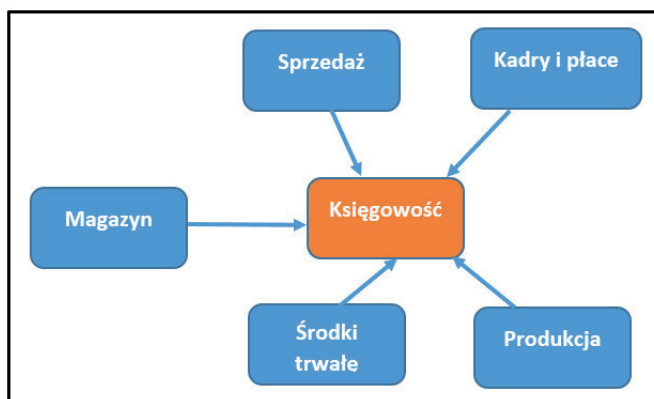 Sprzedaż
Kadry i płace
Magazyn
Księgowość
Środki
trwałe
Produkcja